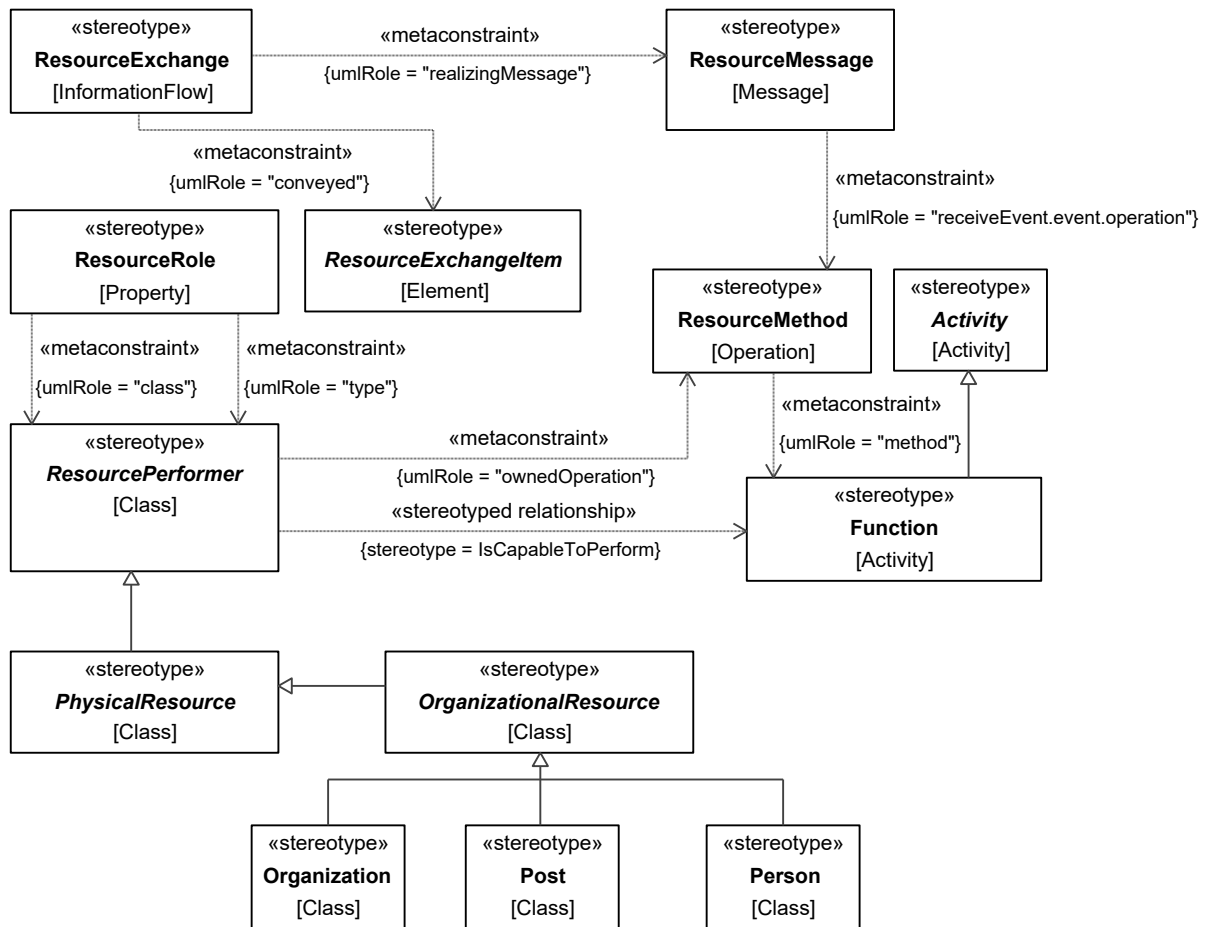 «stereotype»
ResourceExchange
[InformationFlow]
«metaconstraint»
{umlRole = "realizingMessage"}
«stereotype»
ResourceMessage
[Message]
«metaconstraint»
{umlRole = "conveyed"}
«metaconstraint»
{umlRole = "receiveEvent.event.operation"}
«stereotype»
ResourceRole
[Property]
«stereotype»
ResourceExchangeItem
[Element]
«stereotype»
ResourceMethod
[Operation]
«stereotype»
Activity
[Activity]
«metaconstraint»
{umlRole = "class"}
«metaconstraint»
{umlRole = "type"}
«metaconstraint»
{umlRole = "method"}
«stereotype»
ResourcePerformer
[Class]
«metaconstraint»
{umlRole = "ownedOperation"}
«stereotyped relationship»
{stereotype = IsCapableToPerform}
«stereotype»
Function
[Activity]
«stereotype»
PhysicalResource
[Class]
«stereotype»
OrganizationalResource
[Class]
«stereotype»
Organization
[Class]
«stereotype»
Post
[Class]
«stereotype»
Person
[Class]